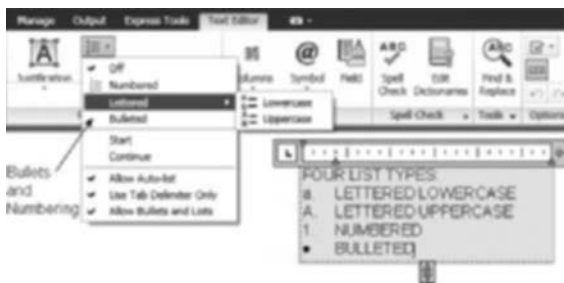 Manage Output Express Tools Text Editor
Justification Columns Symbol Field Spell Check Edit Dictionaries Find & Replace
Off
Numbered
Lettered
Lowercase
Bulleted
Uppercase
Start
Continue
Allow Auto-list
Use Tab Delimiter Only
Allow Bullets and Lists
Spell Check Tools Options
Bullets
and
Numbering
FOUR LIST TYPES:
a. LETTERED LOWERCASE
A. LETTERED UPPERCASE
1. NUMBERED
• BULLETED